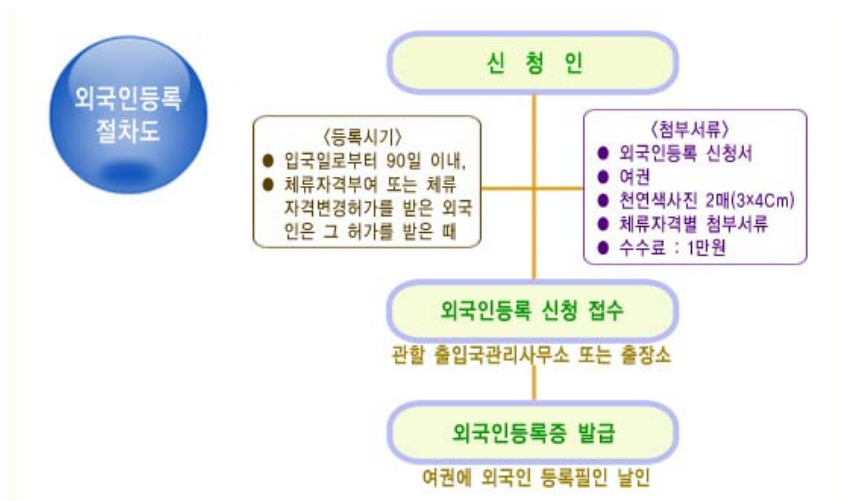 외국인등록
절차도
신 청 인
<등록시기>
● 입국일로부터 90일 이내,
● 체류자격부여 또는 체류
자격변경허가를 받은 외국
인은 그 허가를 받은 때
<첨부서류>
● 외국인등록 신청서
● 여권
● 천연색사진 2매(3×4Cm)
● 체류자격별 첨부서류
● 수수료 : 1만원
외국인등록 신청 접수
관할 출입국관리사무소 또는 출장소
외국인등록증 발급
여권에 외국인 등록필인 날인